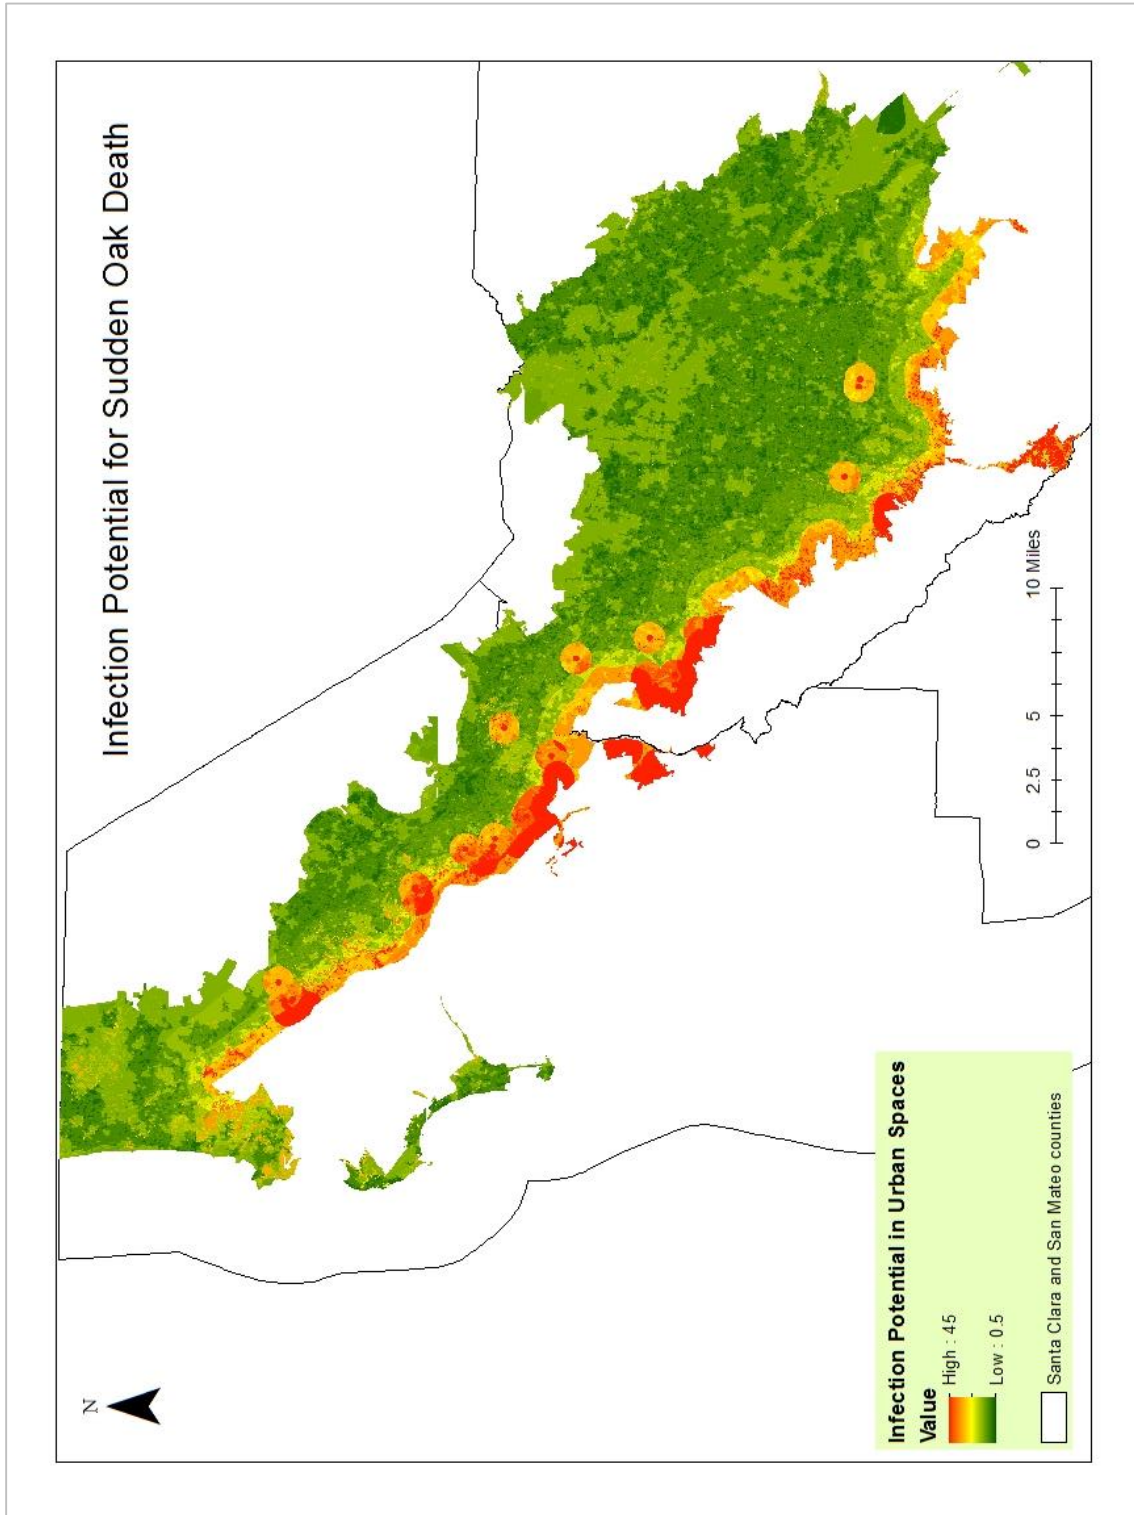 Infection Potential for Sudden Oak Death
N
0 2.5 5 10 Miles
Infection Potential in Urban Spaces
Value
High : 45
Low : 0.5
Santa Clara and San Mateo counties